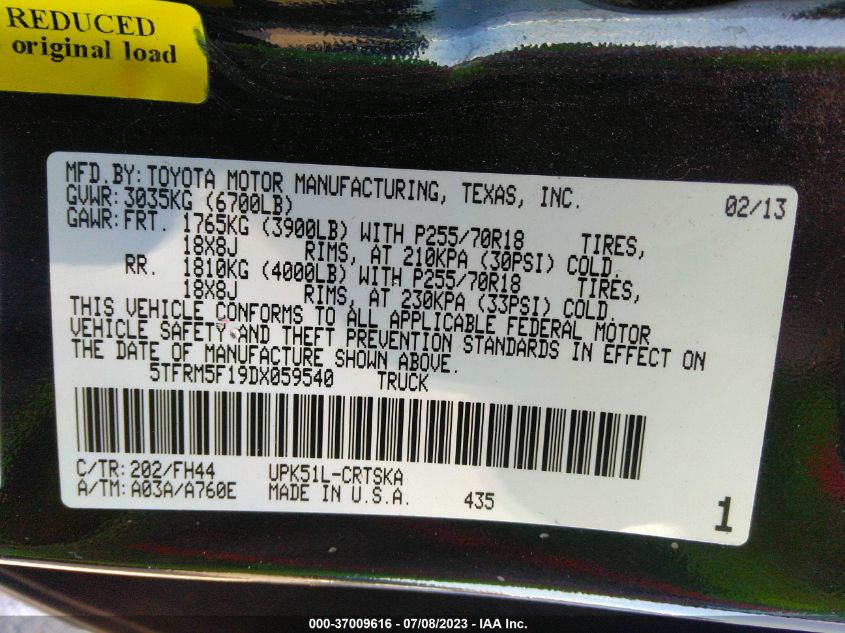 REDUCED
original load
MFD.BY: TOYOTA MOTOR MANUFACTURING, TEXAS, INC. 02/13
GVWR: 3035KG (6700LB)
GAWR: FRT. 1765KG (3900LB) WITH P255/70R18 TIRES,
18X8J RIMS, AT 210KPA (30PSI) COLD.
RR. 1810KG (4000LB) WITH P255/70R18 TIRES,
18X8J RIMS, AT 230KPA (33PSI) COLD.
THIS VEHICLE CONFORMS TO ALL APPLICABLE FEDERAL MOTOR
VEHICLE SAFETY AND THEFT PREVENTION STANDARDS IN EFFECT ON
THE DATE OF MANUFACTURE SHOWN ABOVE.
5TFRM5F19DX059540 TRUCK
C/TR: 202/FH44 UPK51L-CRTSKA
A/TM: A03A/A760E MADE IN U.S.A. 435 1
000-37009616 - 07/08/2023 - IAA Inc.